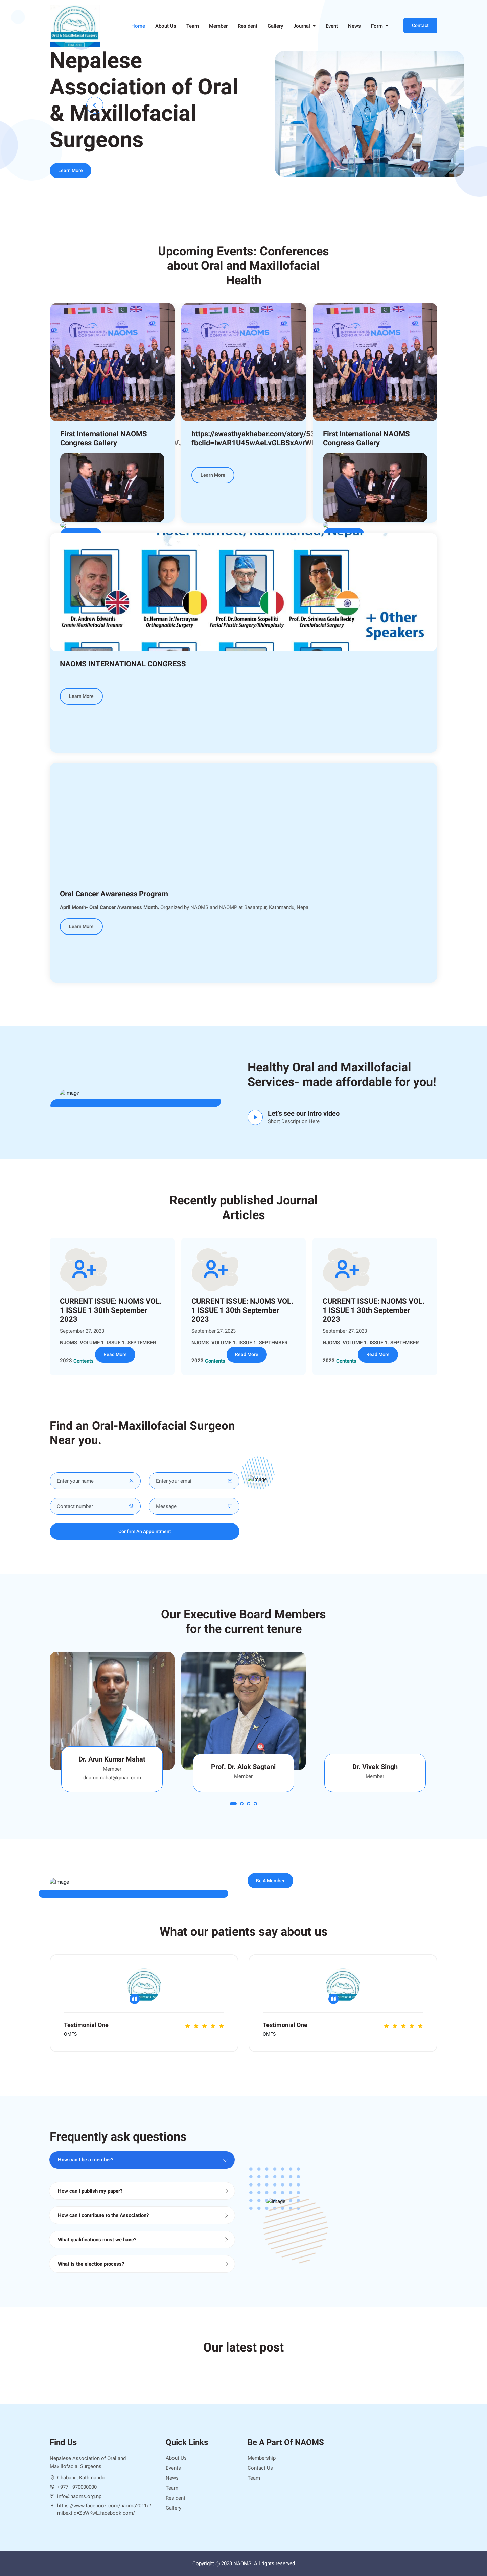 Home About Us Team Member Resident Gallery Journal Event News Form Contact
Nepalese
Association of Oral
& Maxillofacial
Surgeons
Learn More
Upcoming Events: Conferences
about Oral and Maxillofacial
Health
First International NAOMS
Congress Gallery
https://swasthyakhabar.com/story/53
fbclid=IwAR1U45wAeLvGLBSxAvrW
Learn More
First International NAOMS
Congress Gallery
Hotel Marriott, Kathmandu, Nepal
Dr. Andrew Edwards
Cranio Maxillofacial Trauma
Dr.Herman Jr.Vercruysse
Orthognathic Surgery
Prof. Dr.Domenico Scopelliti
Facial Plastic Surgery/Rhinoplasty
Prof. Dr. Srinivas Gosla Reddy
Craniofacial Surgery
+ Other
Speakers
NAOMS INTERNATIONAL CONGRESS
Learn More
Oral Cancer Awareness Program
April Month- Oral Cancer Awareness Month. Organized by NAOMS and NAOMP at Basantpur, Kathmandu, Nepal
Learn More
Image
Healthy Oral and Maxillofacial
Services- made affordable for you!
Let's see our intro video
Short Description Here
Recently published Journal
Articles
CURRENT ISSUE: NJOMS VOL.
1 ISSUE 1 30th September
2023
September 27, 2023
NJOMS VOLUME 1. ISSUE 1. SEPTEMBER
2023 Contents Read More
CURRENT ISSUE: NJOMS VOL.
1 ISSUE 1 30th September
2023
September 27, 2023
NJOMS VOLUME 1. ISSUE 1. SEPTEMBER
2023 Contents Read More
CURRENT ISSUE: NJOMS VOL.
1 ISSUE 1 30th September
2023
September 27, 2023
NJOMS VOLUME 1. ISSUE 1. SEPTEMBER
2023 Contents Read More
Find an Oral-Maxillofacial Surgeon
Near you.
Enter your name
Enter your email
Contact number
Message
Confirm An Appointment
Image
Our Executive Board Members
for the current tenure
Dr. Arun Kumar Mahat
Member
dr.arunmahat@gmail.com
Prof. Dr. Alok Sagtani
Member
Dr. Vivek Singh
Member
Image
Be A Member
What our patients say about us
Testimonial One
OMFS
Testimonial One
OMFS
Frequently ask questions
How can I be a member?
How can I publish my paper?
How can I contribute to the Association?
What qualifications must we have?
What is the election process?
Image
Our latest post
Find Us
Nepalese Association of Oral and
Maxillofacial Surgeons
Chabahil, Kathmandu
+977 - 970000000
info@naoms.org.np
https://www.facebook.com/naoms2011/?
mibextid=ZbWKwL facebook.com/
Quick Links
About Us
Events
News
Team
Resident
Gallery
Be A Part Of NAOMS
Membership
Contact Us
Team
Copyright @ 2023 NAOMS. All rights reserved